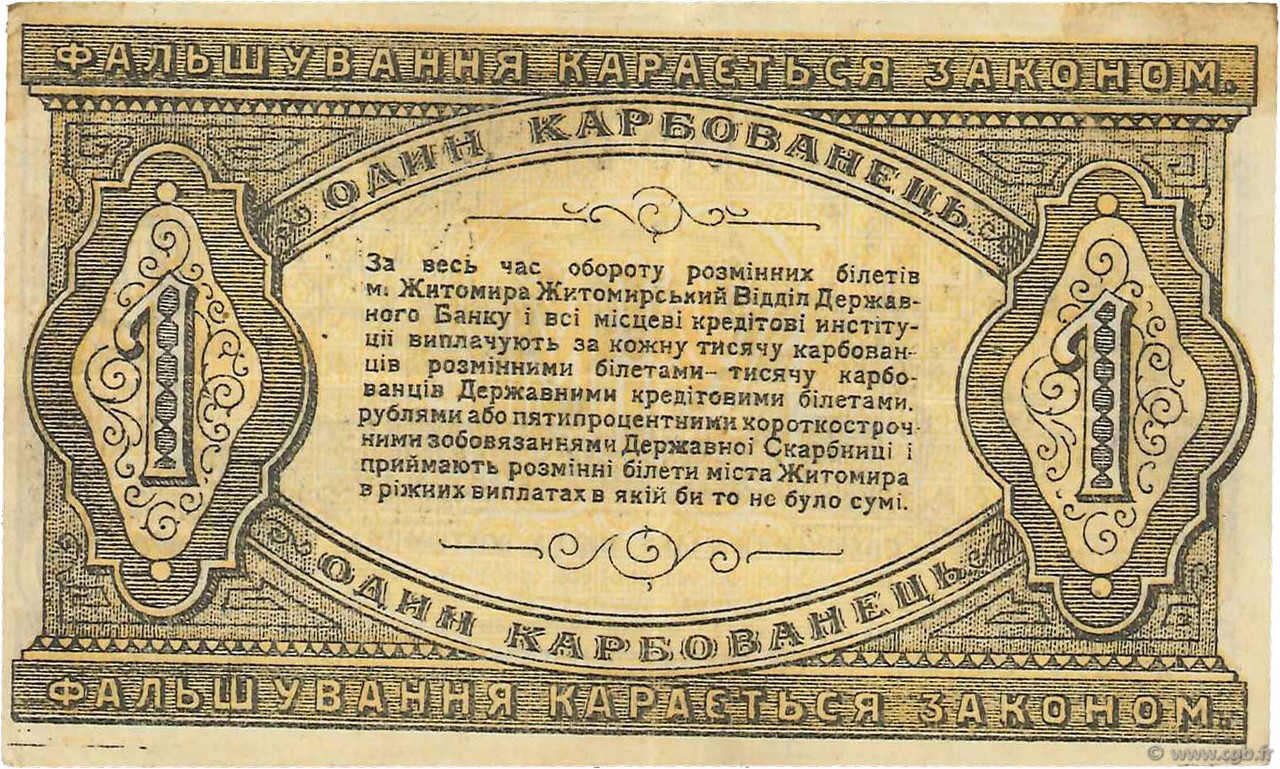 ФАЛЬШУВАННЯ КАРАЄТЬСЯ ЗАКОНОМ.
ОДИН КАРБОВАНЕЦЬ.
1 1
За весь час обороту розмінних білетів
м. Житомира Житомирський Відділ Держав-
ного Банку і всі місцеві кредітові инстітy-
ціі виплачують за кожну тисячу карбован-
ців розмінними білетами-тисячу карбо-
ванців Державними кредітовими білетами,
рублями або пятипроцентними короткостроч-
ними зобовязаннями Державної Скарбниці і
приймають розмінні білети міста Житомира
в ріжних виплатах в якій би то не було сумі.
ОДИН КАРБОВАНЕЦЬ.
ФАЛЬШУВАННЯ КАРАЄТЬСЯ ЗАКОНОМ.
© www.cgb.fr